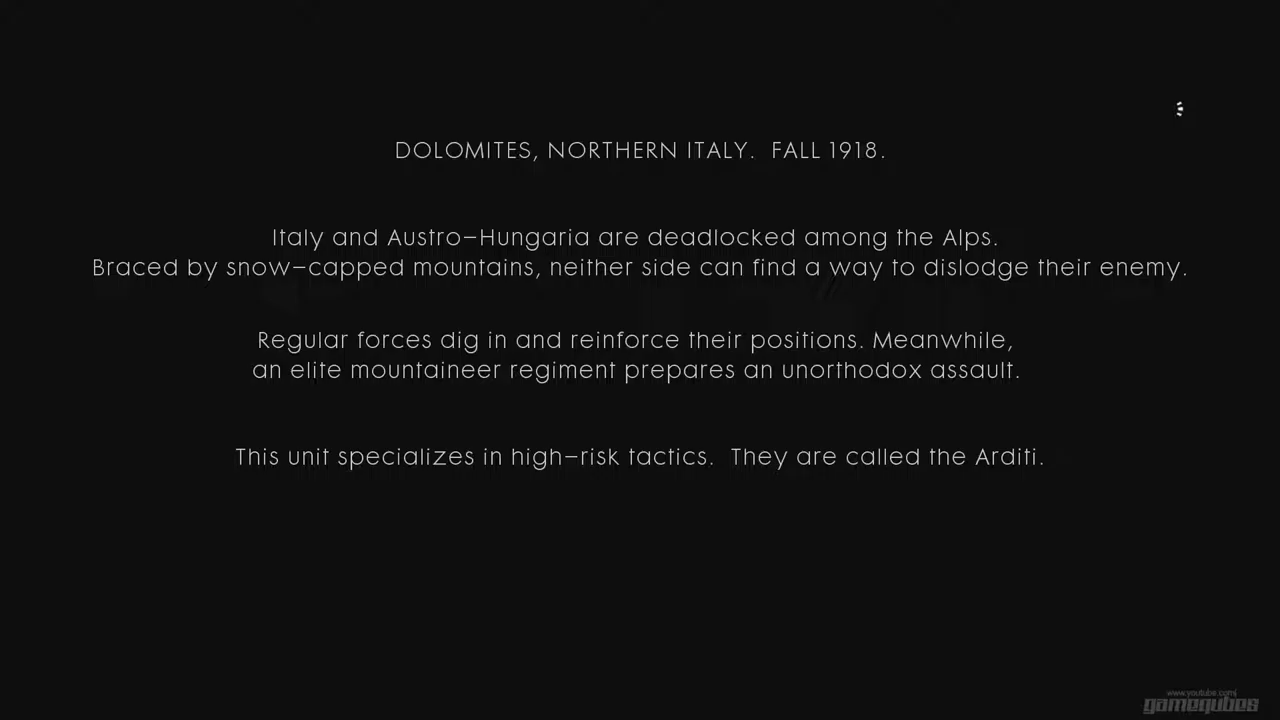 DOLOMITES, NORTHERN ITALY. FALL 1918.
Italy and Austro-Hungaria are deadlocked among the Alps.
Braced by snow-capped mountains, neither side can find a way to dislodge their enemy.
Regular forces dig in and reinforce their positions. Meanwhile,
an elite mountaineer regiment prepares an unorthodox assault.
This unit specializes in high-risk tactics. They are called the Arditi.
www.youtube.com/
gamequbes